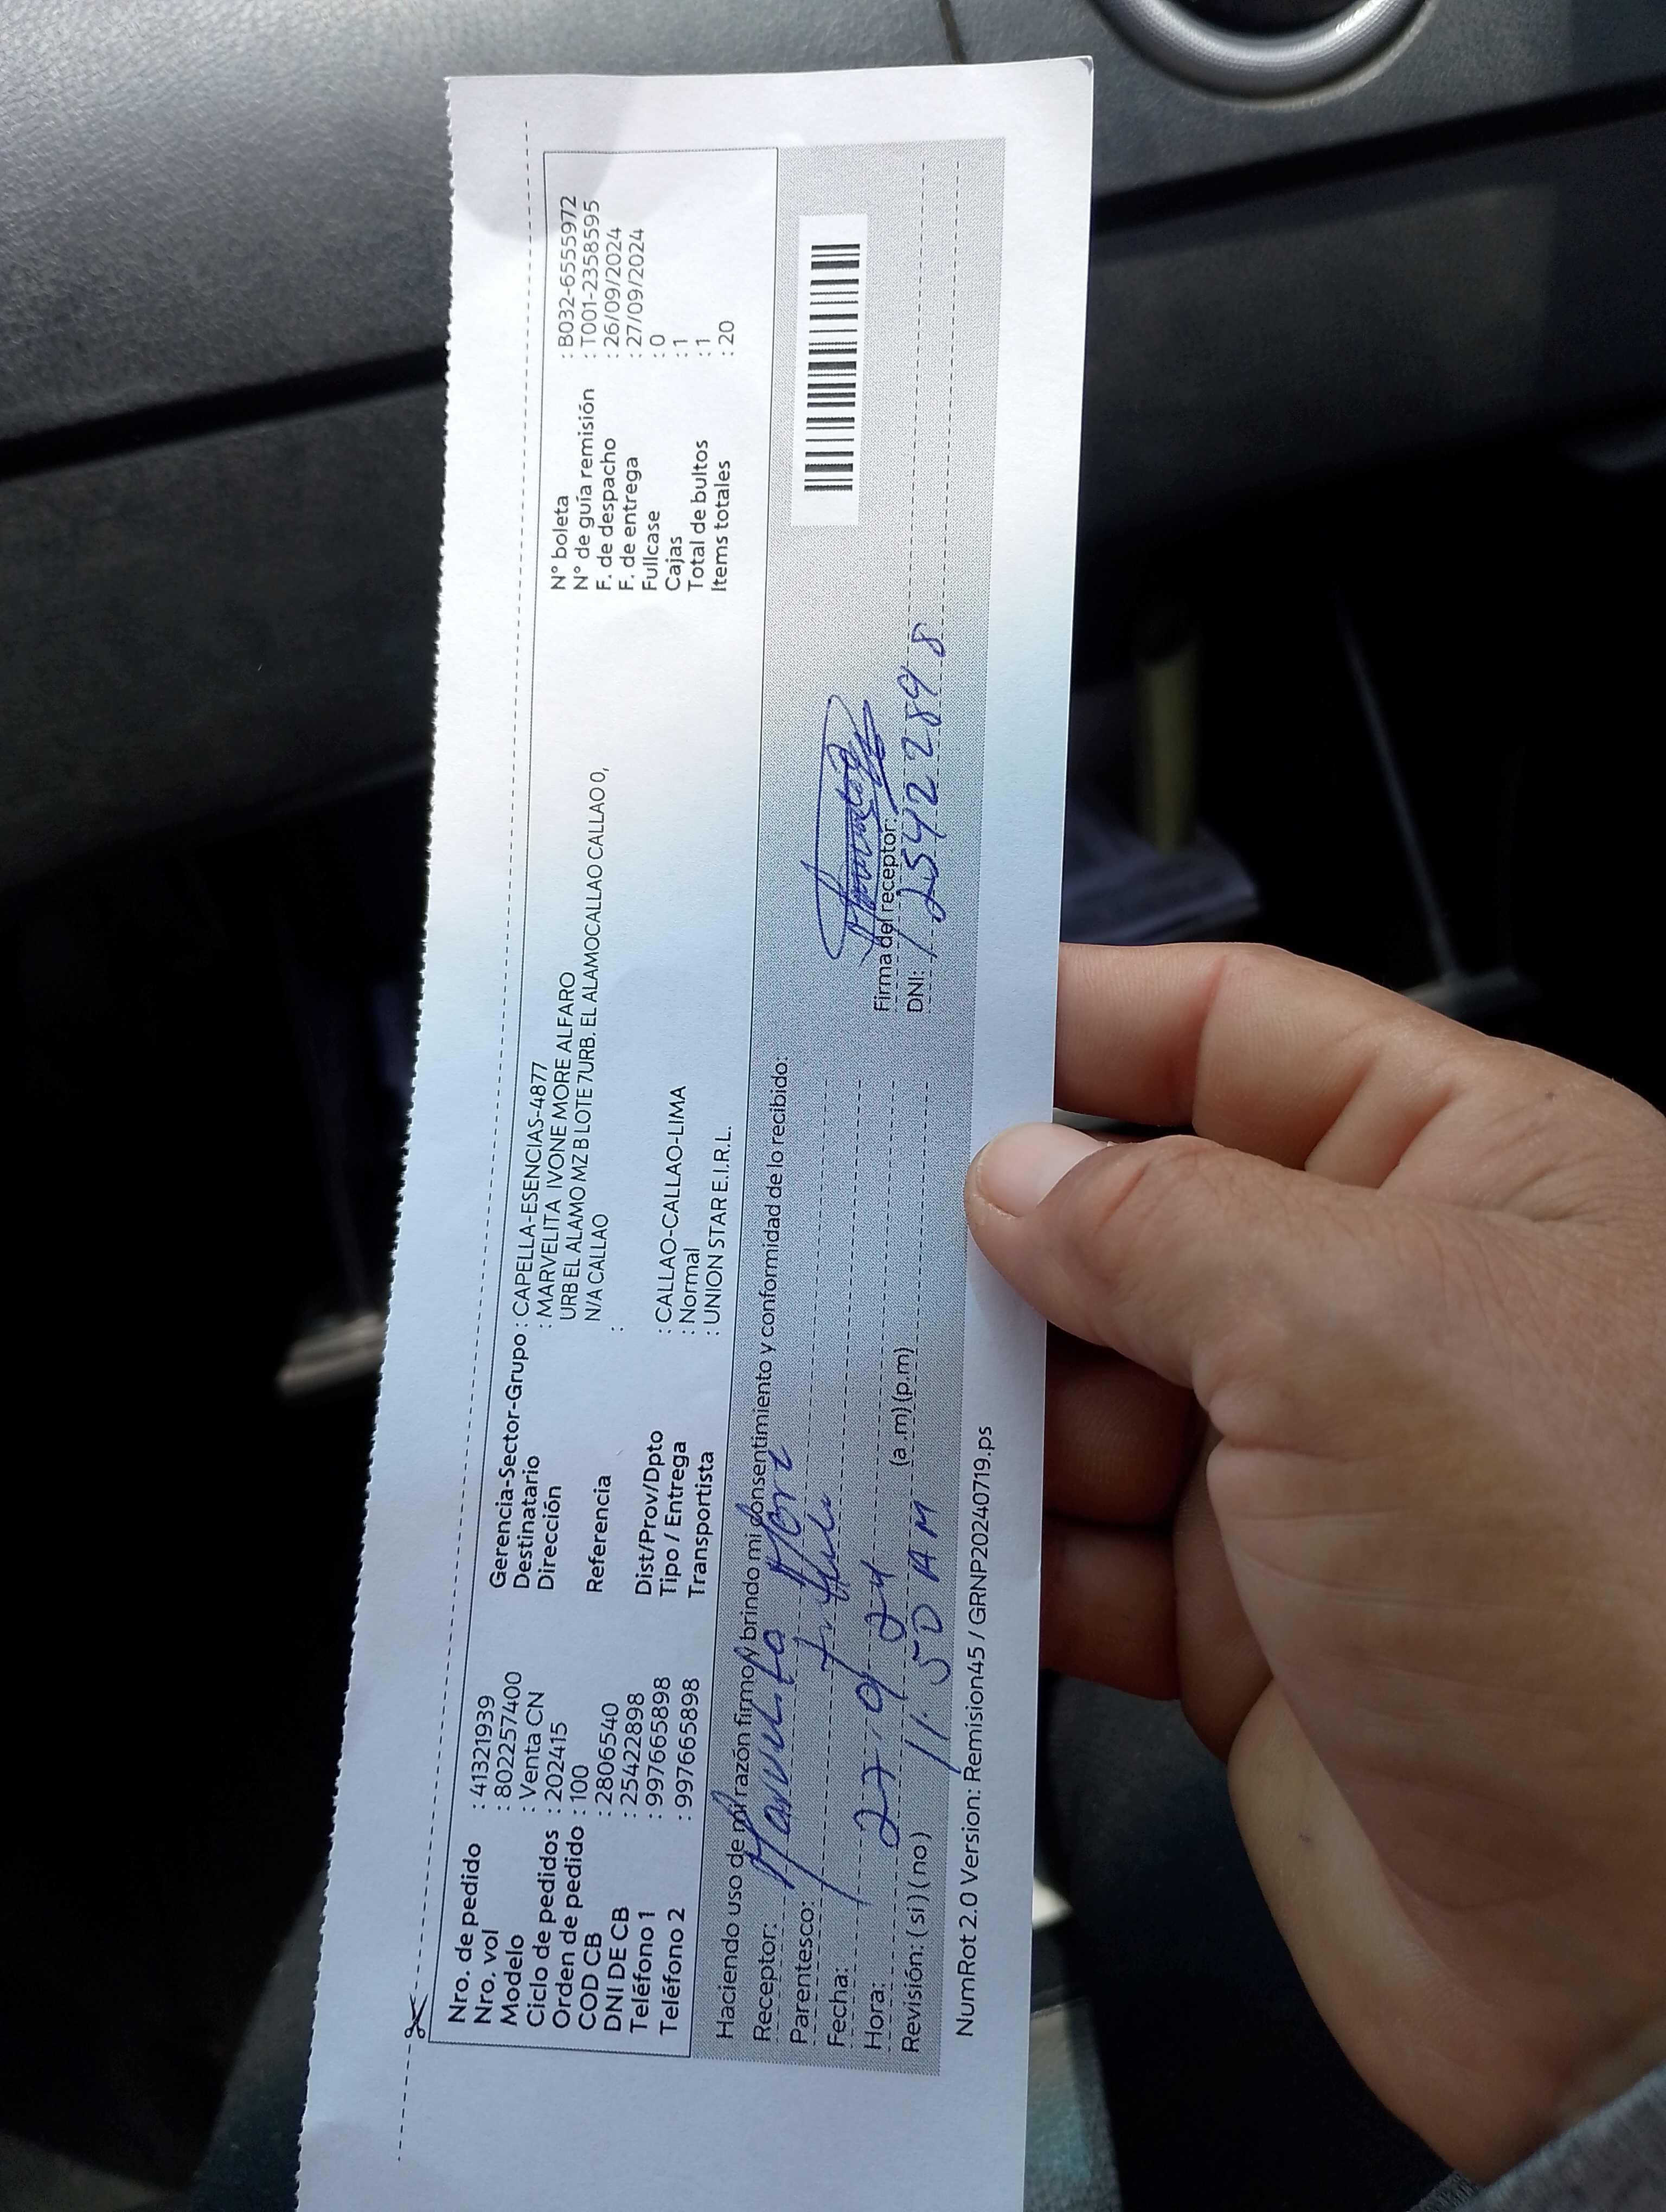 Nro. de pedido : 41321939
Nro. vol : 802257400
Modelo : Venta CN
Ciclo de pedidos : 202415
Orden de pedido : 100
COD CB : 2806540
DNI DE CB : 25422898
Teléfono 1 : 997665898
Teléfono 2 : 997665898
Gerencia-Sector-Grupo : CAPELLA-ESENCIAS-4877
Destinatario : MARVELITA IVONE MORE ALFARO
Dirección URB EL ALAMO MZ B LOTE 7URB. EL ALAMOCALLAO CALLAO 0,
N/A CALLAO
Referencia :
Dist/Prov/Dpto : CALLAO-CALLAO-LIMA
Tipo / Entrega : Normal
Transportista : UNION STAR E.I.R.L.
N° boleta : B032-6555972
N° de guía remisión : T001-2358595
F. de despacho : 26/09/2024
F. de entrega : 27/09/2024
Fullcase : 0
Cajas : 1
Total de bultos : 1
Items totales : 20
Haciendo uso de mi razón firmo y brindo mi consentimiento y conformidad de lo recibido:
Receptor: Marvelita More
Parentesco:
Fecha: 27.9.24
Hora: 11.50 AM (a .m) (p.m)
Revisión: ( si ) ( no )
Firma del receptor:
DNI: 25422898
NumRot 2.0 Version: Remision45 / GRNP20240719.ps